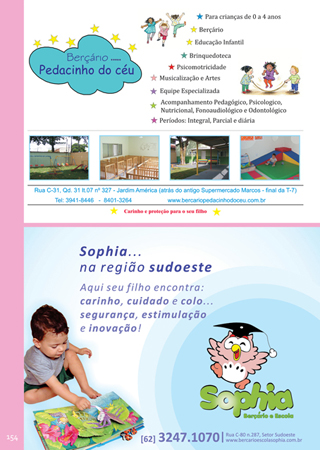 Berçário
Pedacinho do céu
Para crianças de 0 a 4 anos
Berçário
Educação Infantil
Brinquedoteca
Psicomotricidade
Musicalização e Artes
Equipe Especializada
Acompanhamento Pedagógico, Psicologico,
Nutricional, Fonoaudiológico e Odontológico
Períodos: Integral, Parcial e diária
Rua C-31, Qd. 31 lt.07 nº 327 - Jardim América (atrás do antigo Supermercado Marcos - final da T-7)
Tel: 3941-8446 - 8401-3264 www.bercariopedacinhodoceu.com.br
Carinho e proteção para o seu filho
Sophia...
na região sudoeste
Aqui seu filho encontra:
carinho, cuidado e colo...
segurança, estimulação
e inovação!
Sophia
Berçário e Escola
[62] 3247.1070
Rua C-80 n.287, Setor Sudoeste
www.bercarioescolasophia.com.br
154